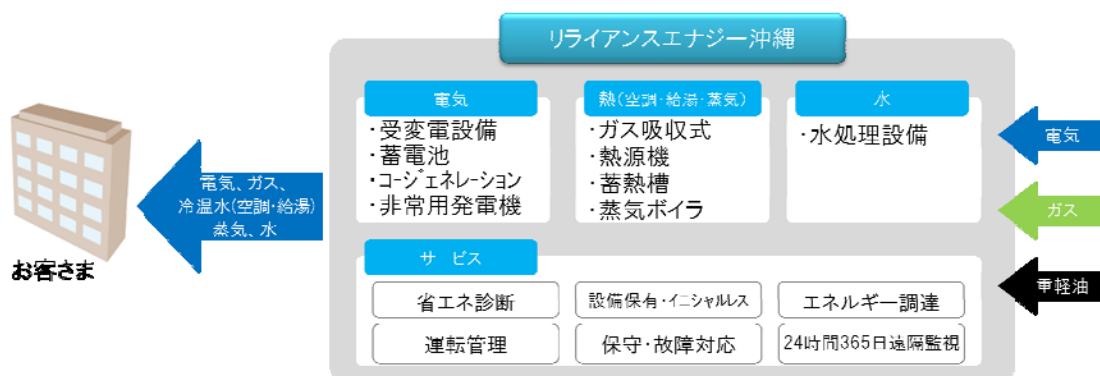 リライアンスエナジー沖縄
電気
・受変電設備
・蓄電池
・コージェネレーション
・非常用発電機
熱(空調・給湯・蒸気)
・ガス吸収式
・熱源機
・蓄熱槽
・蒸気ボイラ
水
・水処理設備
電気
ガス
重軽油
電気、ガス、
冷温水(空調・給湯)
蒸気、水
お客さま
サービス
省エネ診断
設備保有・イニシャルレス
エネルギー調達
運転管理
保守・故障対応
24時間365日遠隔監視